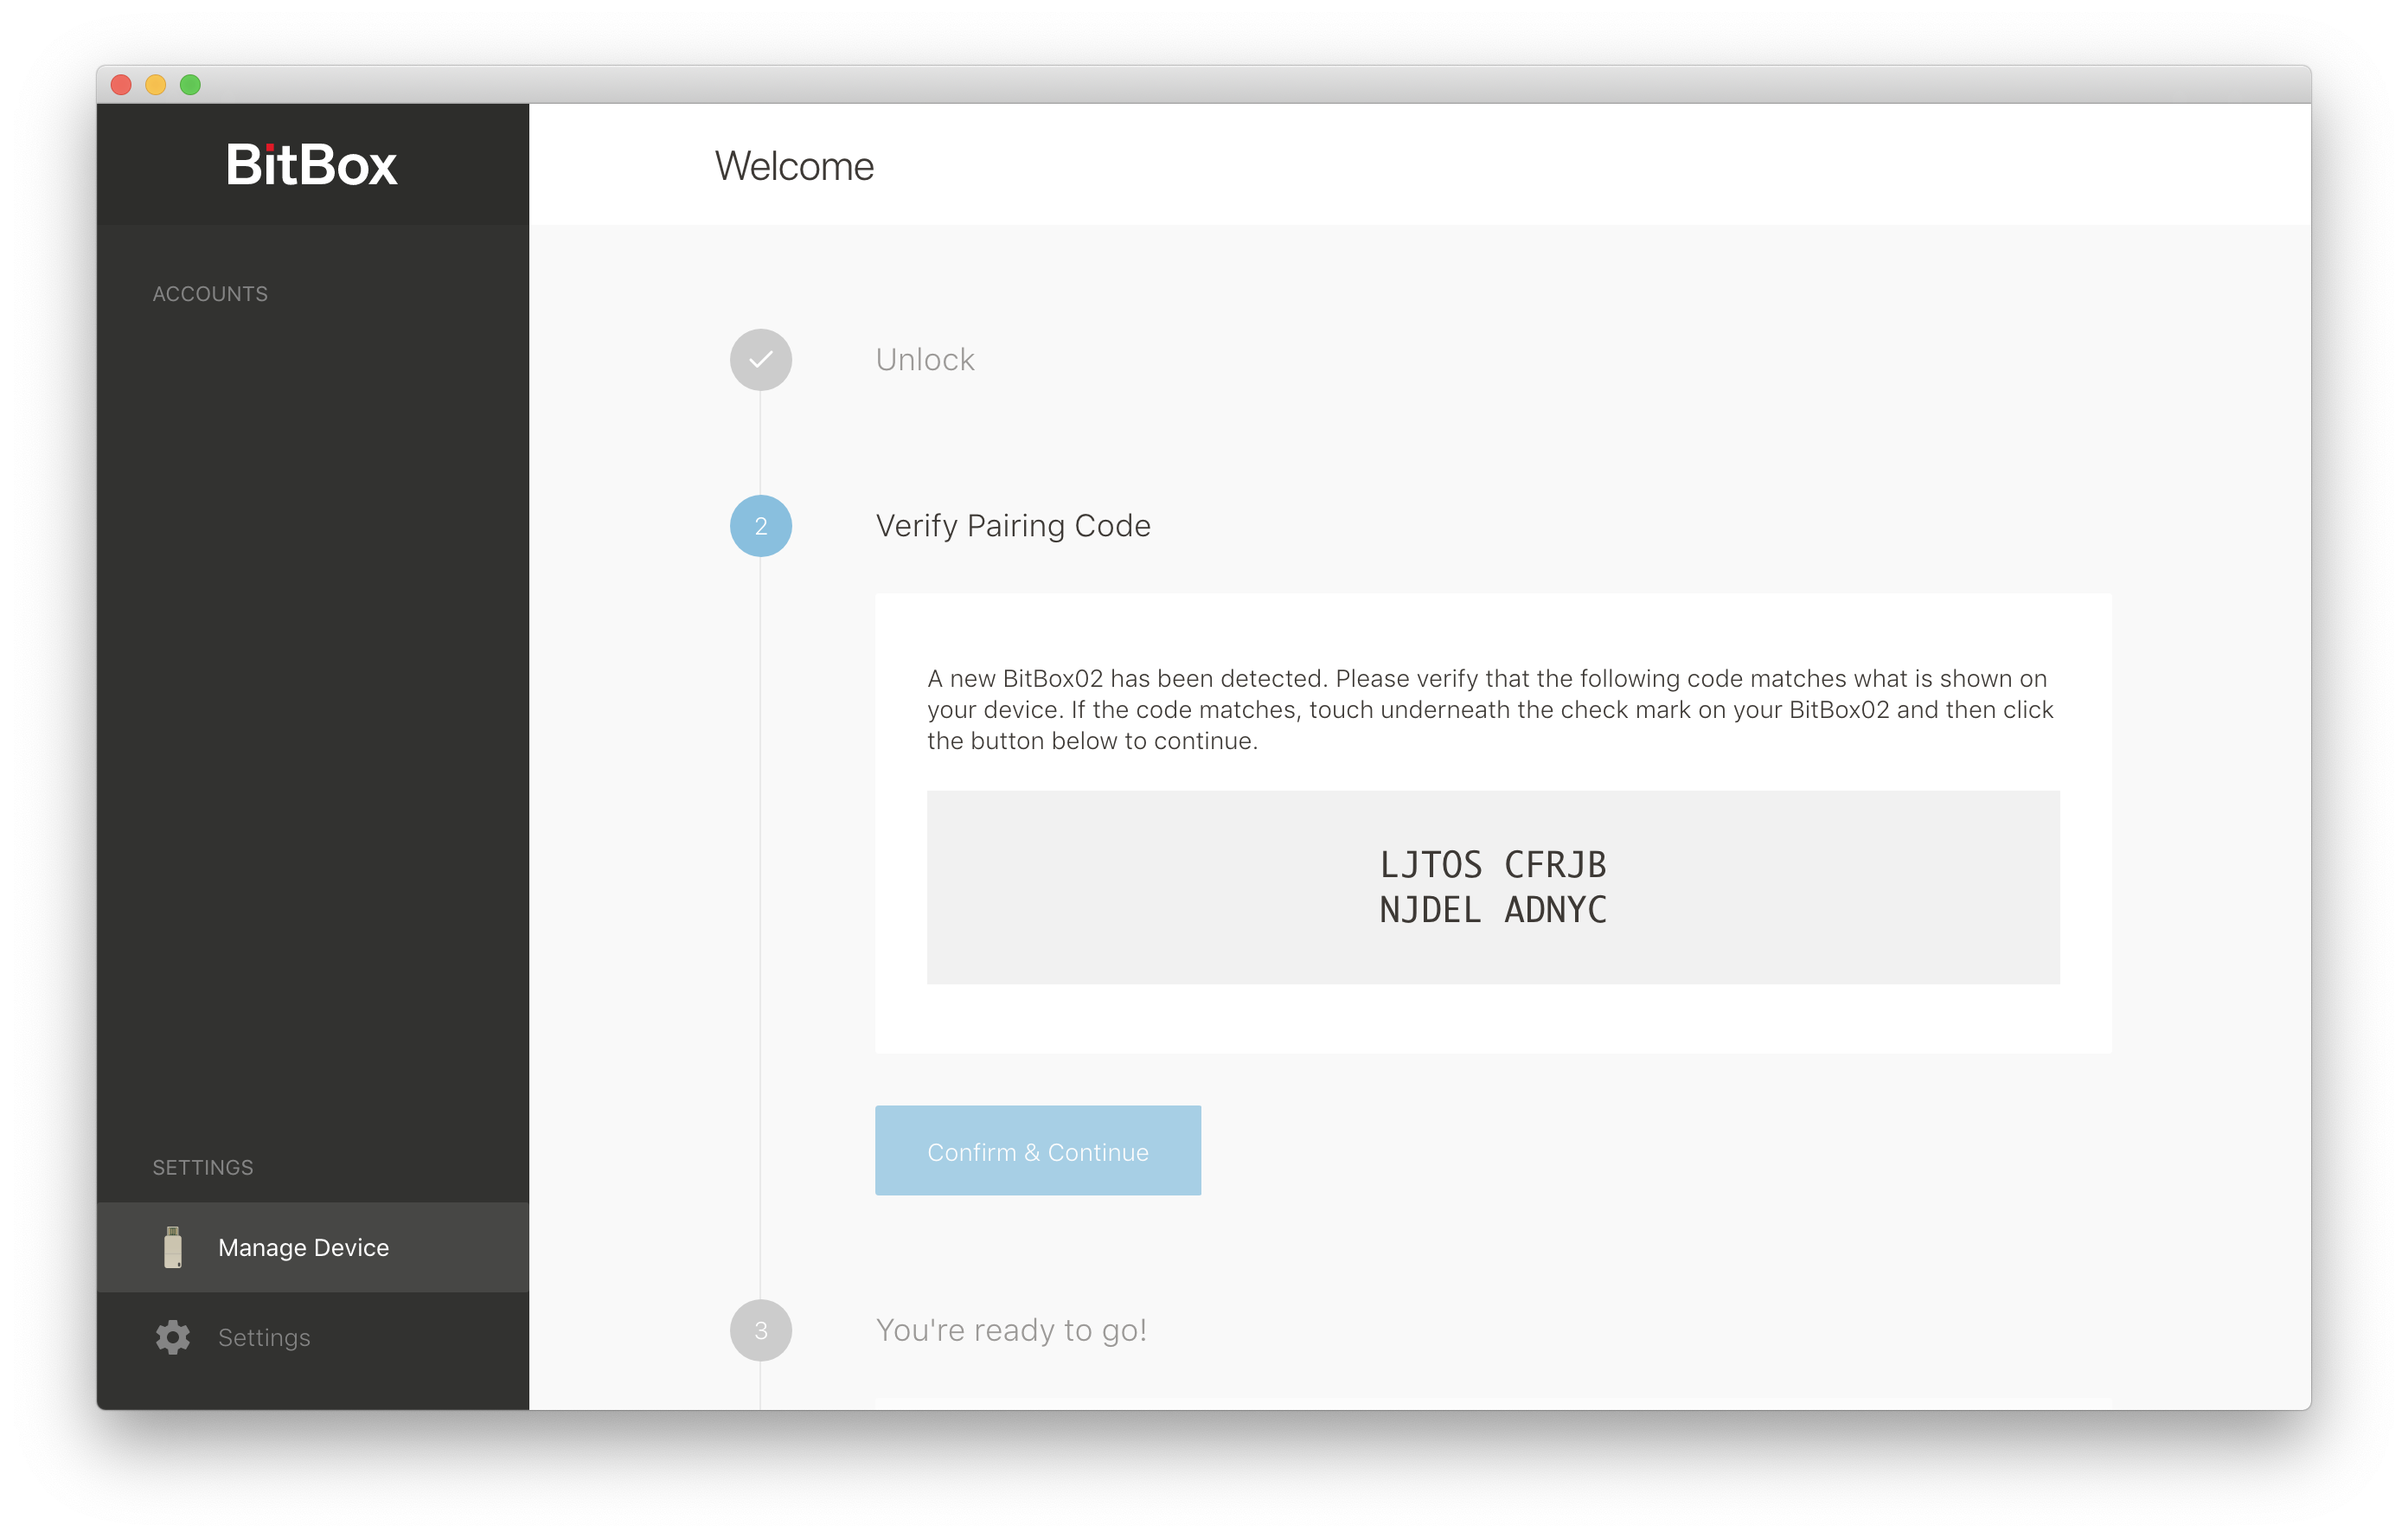 BitBox
Welcome
ACCOUNTS
Unlock
2
Verify Pairing Code
A new BitBox02 has been detected. Please verify that the following code matches what is shown on
your device. If the code matches, touch underneath the check mark on your BitBox02 and then click
the button below to continue.
LJTOS CFRJB
NJDEL ADNYC
Confirm & Continue
SETTINGS
Manage Device
Settings
3
You're ready to go!